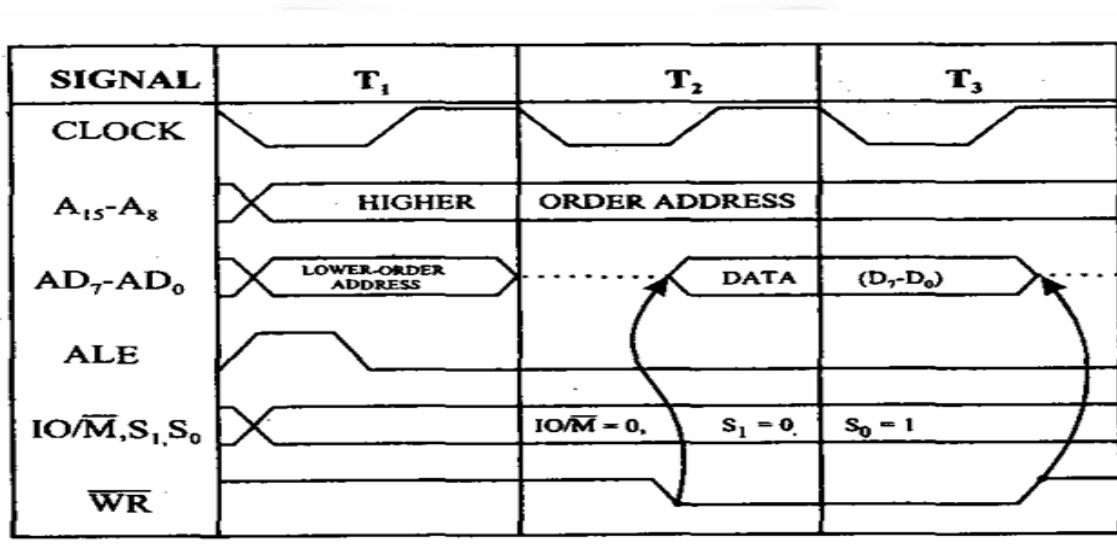 SIGNAL T₁ T₂ T₃
CLOCK
A₁₅-A₈ HIGHER ORDER ADDRESS
AD₇-AD₀ LOWER-ORDER ADDRESS DATA (D₇-D₀)
ALE
IO/M̅,S₁,S₀ IO/M̅ = 0, S₁ = 0, S₀ = 1
W̅R̅